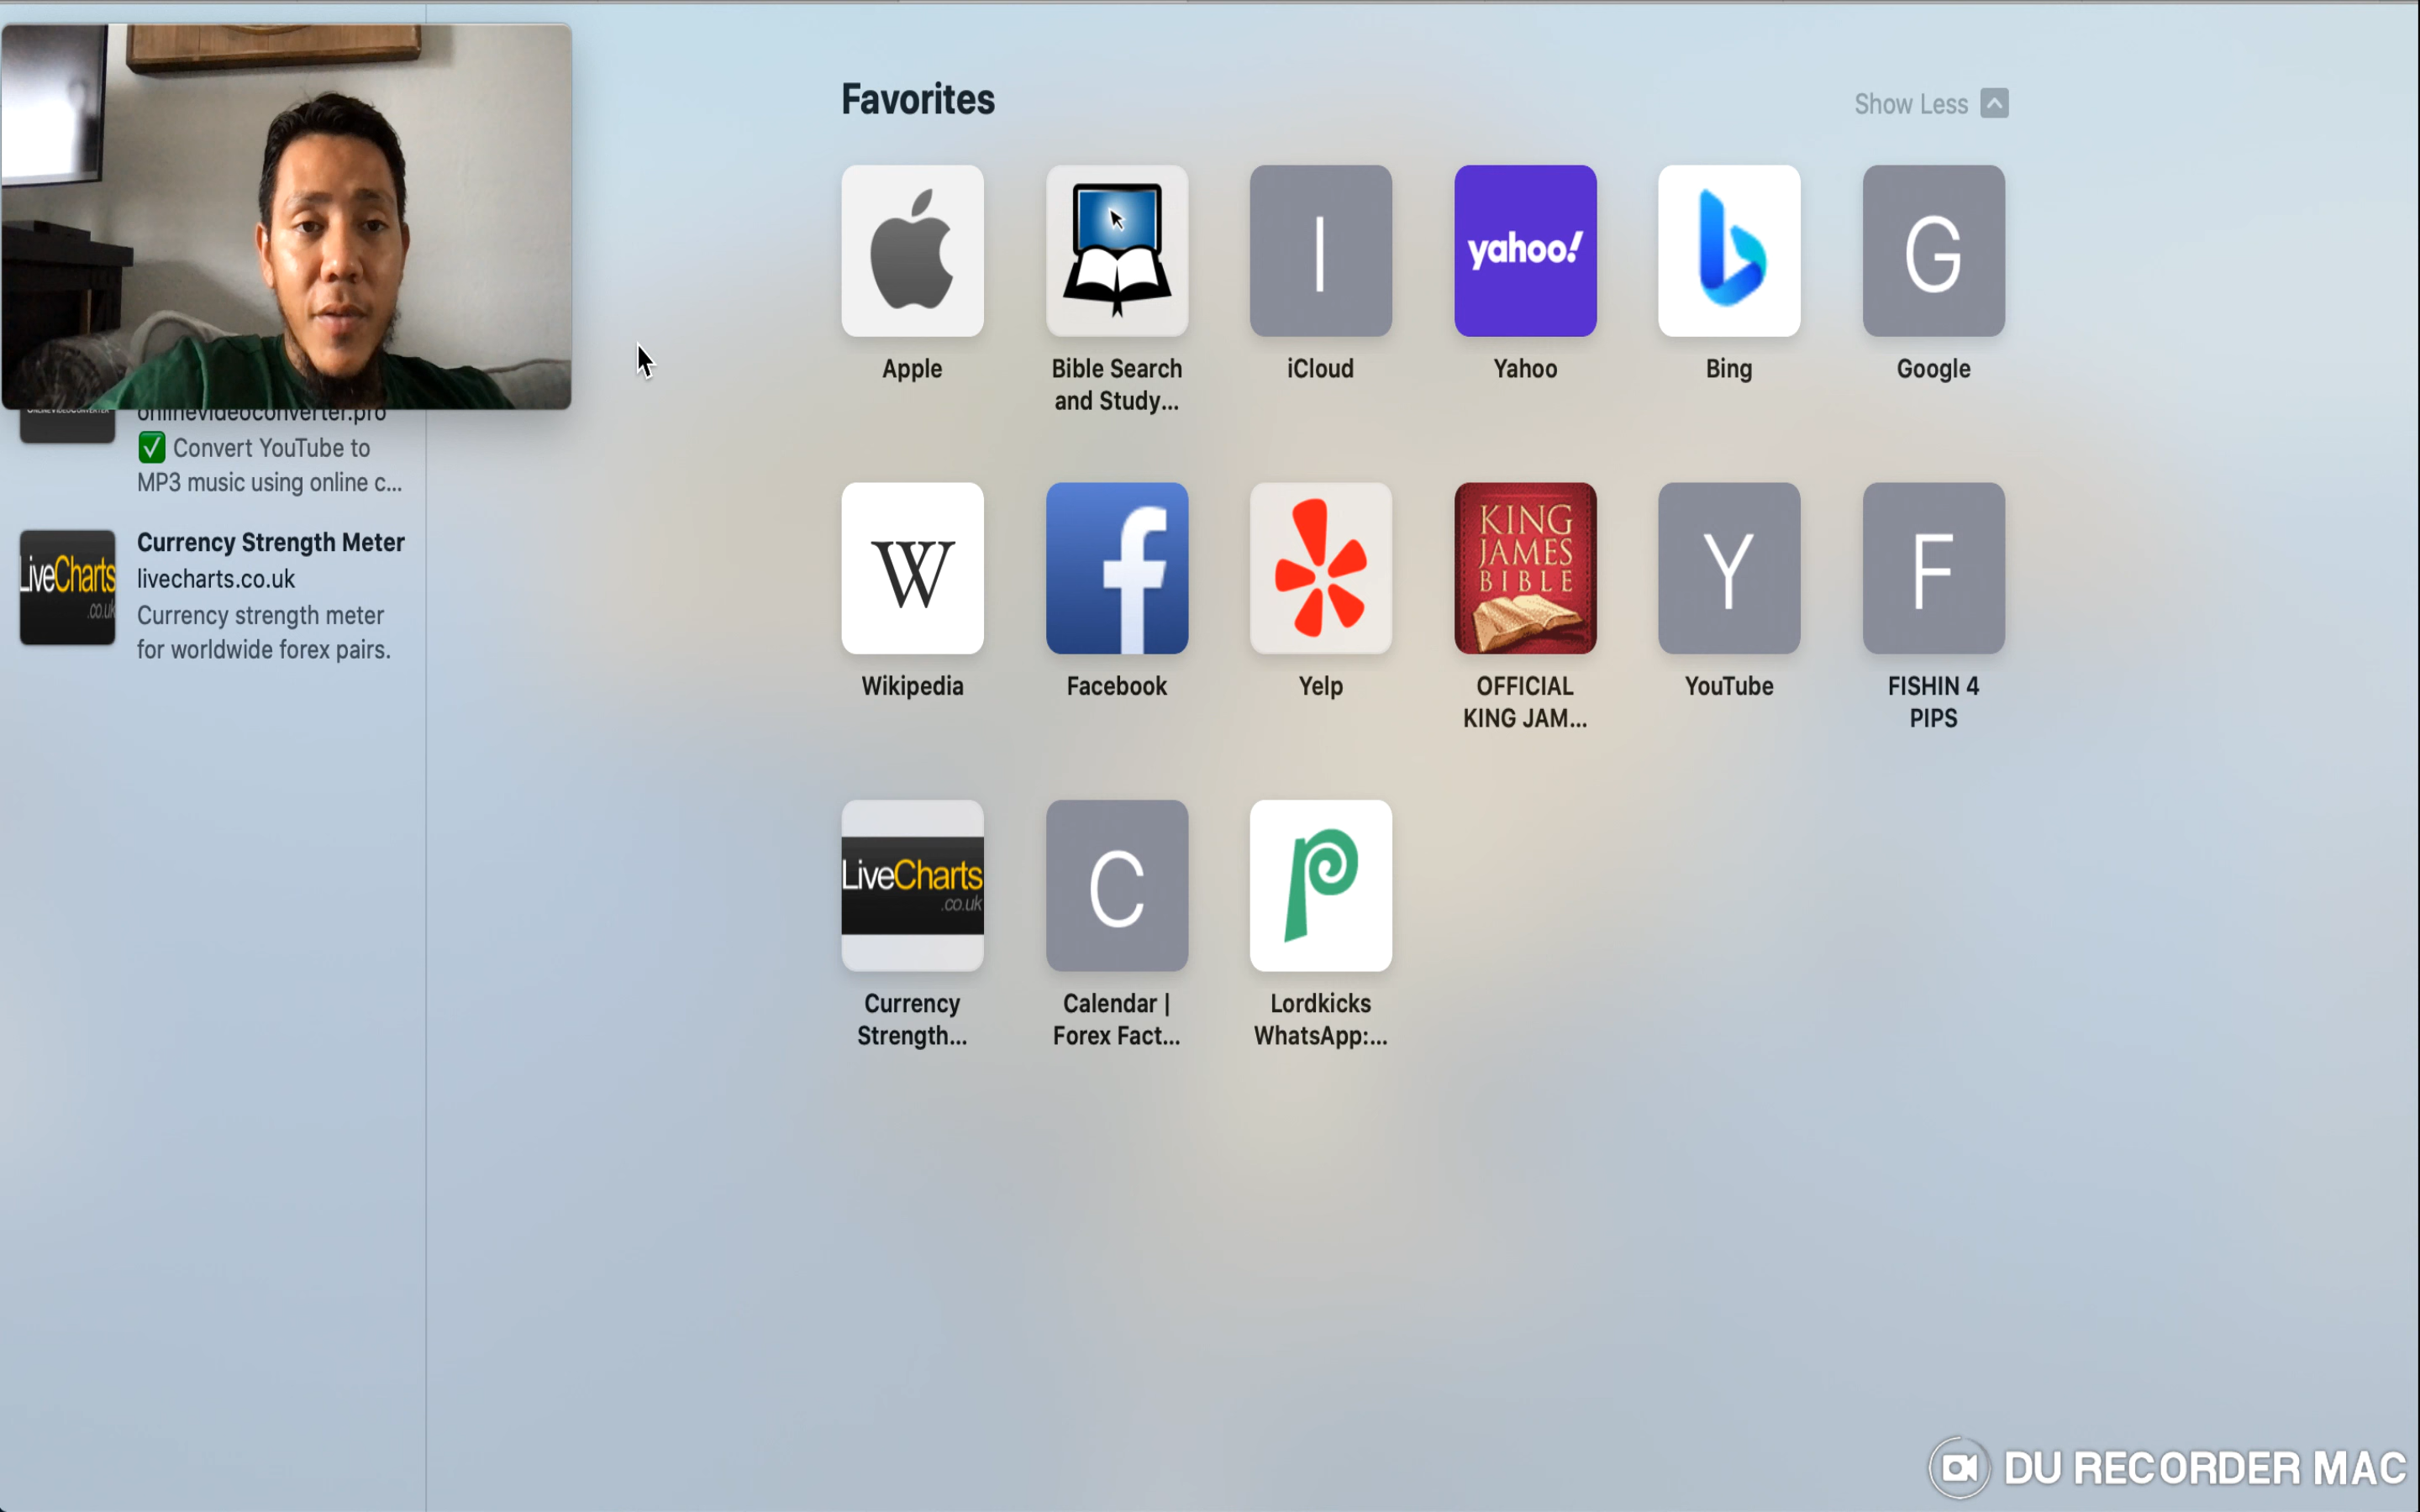 Favorites
Show Less
Apple
Bible Search
and Study...
I
iCloud
yahoo!
Yahoo
Bing
G
Google
onlinevideoconverter.pro
✅ Convert YouTube to
MP3 music using online c...
LiveCharts
.co.uk
Currency Strength Meter
livecharts.co.uk
Currency strength meter
for worldwide forex pairs.
W
Wikipedia
f
Facebook
Yelp
KING
JAMES
BIBLE
OFFICIAL
KING JAM...
Y
YouTube
F
FISHIN 4
PIPS
LiveCharts
.co.uk
Currency
Strength...
C
Calendar |
Forex Fact...
Lordkicks
WhatsApp:...
DU RECORDER MAC